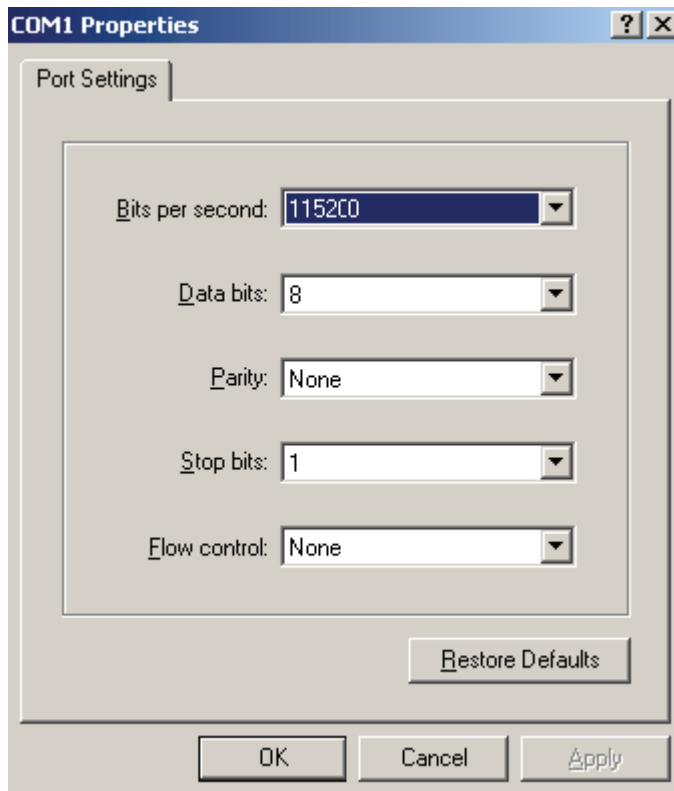 COM1 Properties
Port Settings
Bits per second: 115200
Data bits: 8
Parity: None
Stop bits: 1
Flow control: None
Restore Defaults
OK Cancel Apply